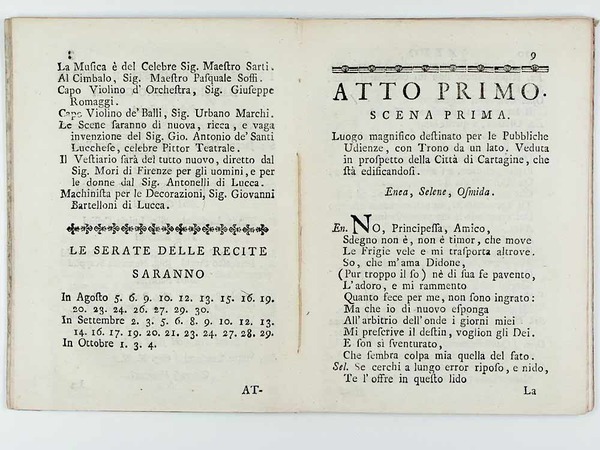 La Muſica è del Celebre Sig. Maeſtro Sarti.
Al Cimbalo, Sig. Maeſtro Paſquale Soffi.
Capo Violino d' Orcheſtra, Sig. Giuſeppe
Romaggi.
Capo Violino de' Balli, Sig. Urbano Marchi.
Le Scene ſaranno di nuova, ricca, e vaga
invenzione del Sig. Gio. Antonio de' Santi
Luccheſe, celebre Pittor Teatrale.
Il Veſtiario ſarà del tutto nuovo, diretto dal
Sig. Mori di Firenze per gli uomini, e per
le donne dal Sig. Antonelli di Lucca.
Machiniſta per le Decorazioni, Sig. Giovanni
Bartelloni di Lucca.
LE SERATE DELLE RECITE
SARANNO
In Agoſto 5. 6. 9. 10. 12. 13. 15. 16. 19.
20. 23. 24. 26. 27. 29. 30.
In Settembre 2. 3. 5. 6. 8. 9. 10. 12. 13.
14. 16. 17. 19. 20. 21. 23. 24. 27. 28. 29.
In Ottobre 1. 3. 4.
AT-
9
ATTO PRIMO.
SCENA PRIMA.
Luogo magnifico deſtinato per le Pubbliche
Udienze, con Trono da un lato. Veduta
in proſpetto della Città di Cartagine, che
ſtà edificandoſi.
Enea, Selene, Oſmida.
En. NO, Principeſſa, Amico,
Sdegno non è, non è timor, che move
Le Frigie vele e mi traſporta altrove.
So, che m'ama Didone,
(Pur troppo il ſo) nè di ſua fe pavento,
L'adoro, e mi rammento
Quanto fece per me, non ſono ingrato:
Ma che io di nuovo eſponga
All'arbitrio dell'onde i giorni miei
Mi preſcrive il deſtin, voglion gli Dei.
E ſon sì ſventurato,
Che ſembra colpa mia quella del fato.
Sel. Se cerchi a lungo error ripoſo, e nido,
Te l'offre in queſto lido
La